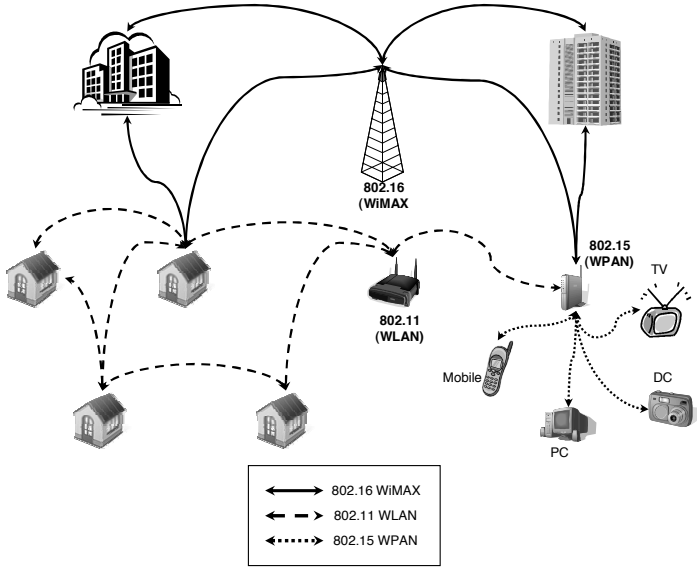 802.16
(WiMAX
802.15
(WPAN)
TV
802.11
(WLAN)
Mobile
DC
PC
802.16 WiMAX
802.11 WLAN
802.15 WPAN